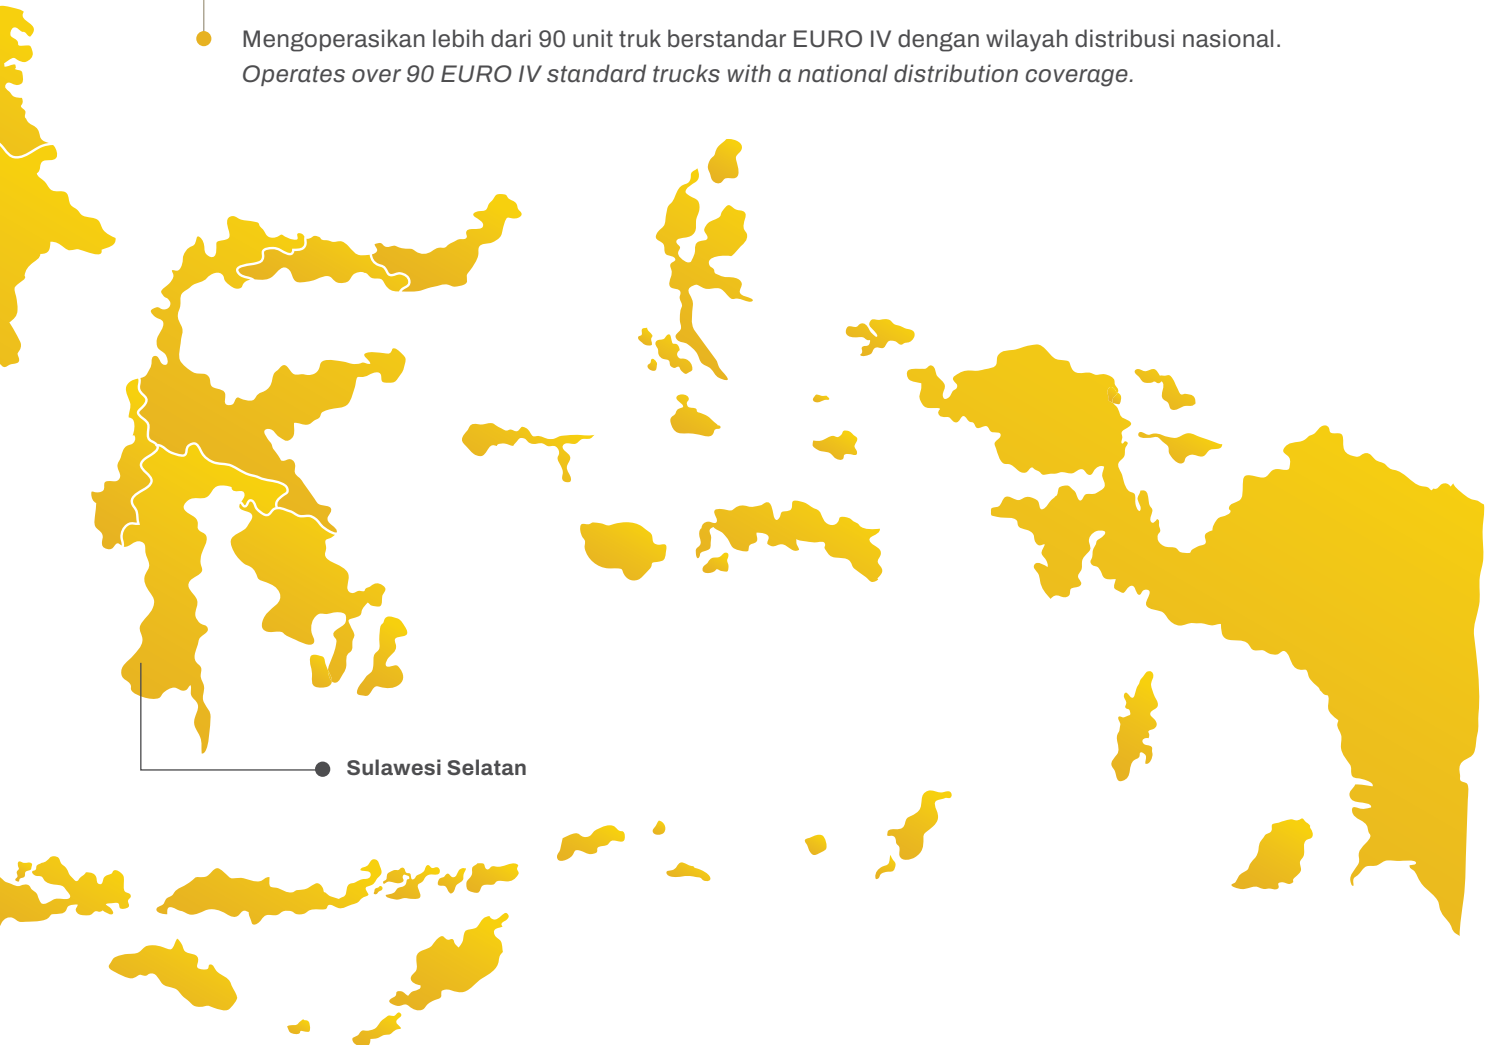 Mengoperasikan lebih dari 90 unit truk berstandar EURO IV dengan wilayah distribusi nasional.
Operates over 90 EURO IV standard trucks with a national distribution coverage.
Sulawesi Selatan